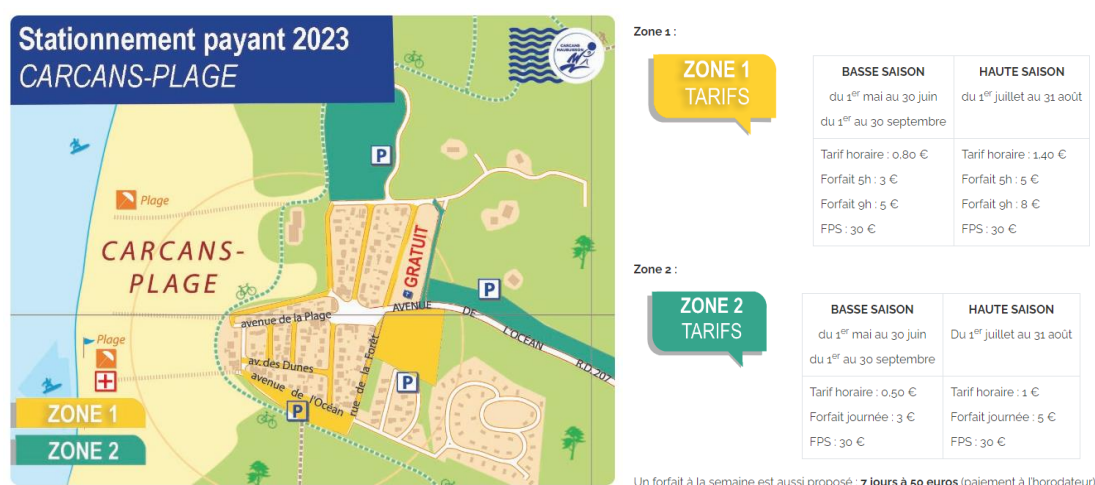 Stationnement payant 2023
CARCANS-PLAGE
CARCANS
MAUBUISSON
P
Plage
CARCANS-
PLAGE
GRATUIT
P
AVENUE DE L'OCÉAN R.D.207
avenue de la Plage
Plage
av. des Dunes
avenue de l'Océan
rue de la Forêt
P
P
ZONE 1
ZONE 2
Zone 1 :
ZONE 1
TARIFS
BASSE SAISON
du 1er mai au 30 juin
du 1er au 30 septembre
HAUTE SAISON
du 1er juillet au 31 août
Tarif horaire : 0.80 €
Forfait 5h : 3 €
Forfait 9h : 5 €
FPS : 30 €
Tarif horaire : 1.40 €
Forfait 5h : 5 €
Forfait 9h : 8 €
FPS : 30 €
Zone 2 :
ZONE 2
TARIFS
BASSE SAISON
du 1er mai au 30 juin
du 1er au 30 septembre
HAUTE SAISON
Du 1er juillet au 31 août
Tarif horaire : 0.50 €
Forfait journée : 3 €
FPS : 30 €
Tarif horaire : 1 €
Forfait journée : 5 €
FPS : 30 €
Un forfait à la semaine est aussi proposé : 7 jours à 50 euros (paiement à l'horodateur)